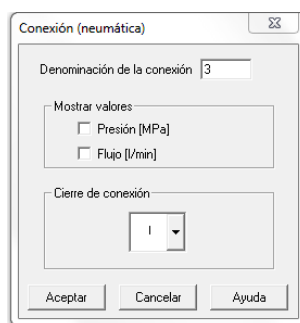 Conexión (neumática)
Denominación de la conexión 3
Mostrar valores
Presión [MPa]
Flujo [l/min]
Cierre de conexión
Aceptar Cancelar Ayuda